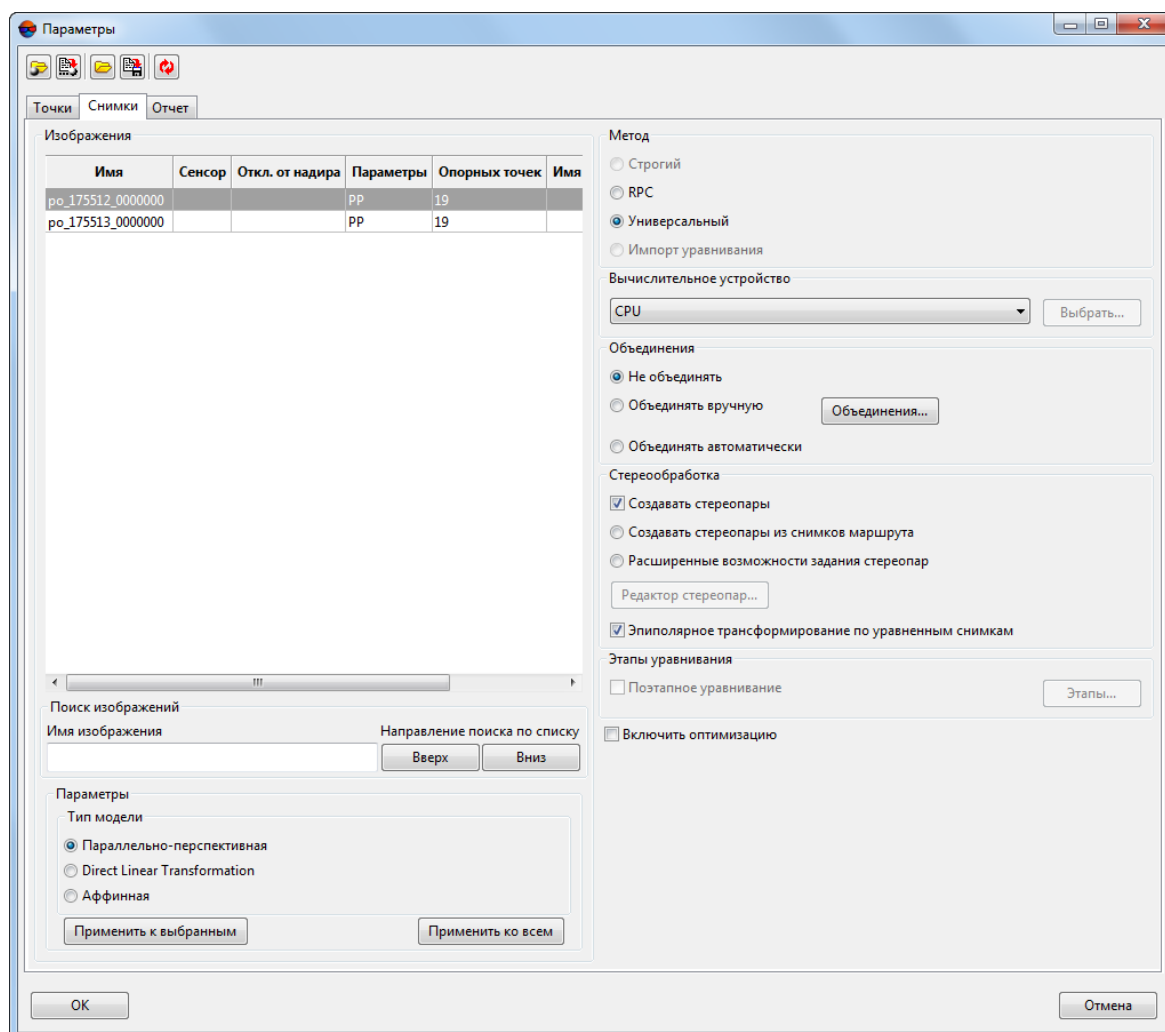 Параметры
Точки Снимки Отчет
Изображения
Имя Сенсор Откл. от надира Параметры Опорных точек Имя
po_175512_0000000 PP 19
po_175513_0000000 PP 19
Поиск изображений
Имя изображения Направление поиска по списку
Вверх Вниз
Параметры
Тип модели
Параллельно-перспективная
Direct Linear Transformation
Аффинная
Применить к выбранным Применить ко всем
Метод
Строгий
RPC
Универсальный
Импорт уравнивания
Вычислительное устройство
CPU Выбрать...
Объединения
Не объединять
Объединять вручную Объединения...
Объединять автоматически
Стереообработка
Создавать стереопары
Создавать стереопары из снимков маршрута
Расширенные возможности задания стереопар
Редактор стереопар...
Эпиполярное трансформирование по уравненным снимкам
Этапы уравнивания
Поэтапное уравнивание Этапы...
Включить оптимизацию
OK Отмена